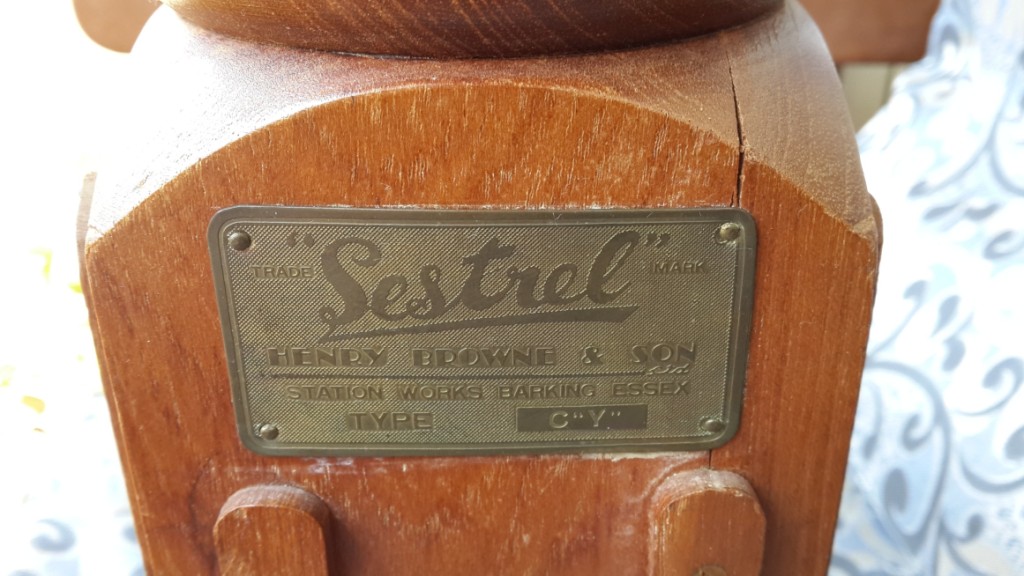 "Sestrel"
TRADE MARK
HENRY BROWNE & SON LTD
STATION WORKS BARKING ESSEX
TYPE C"Y"